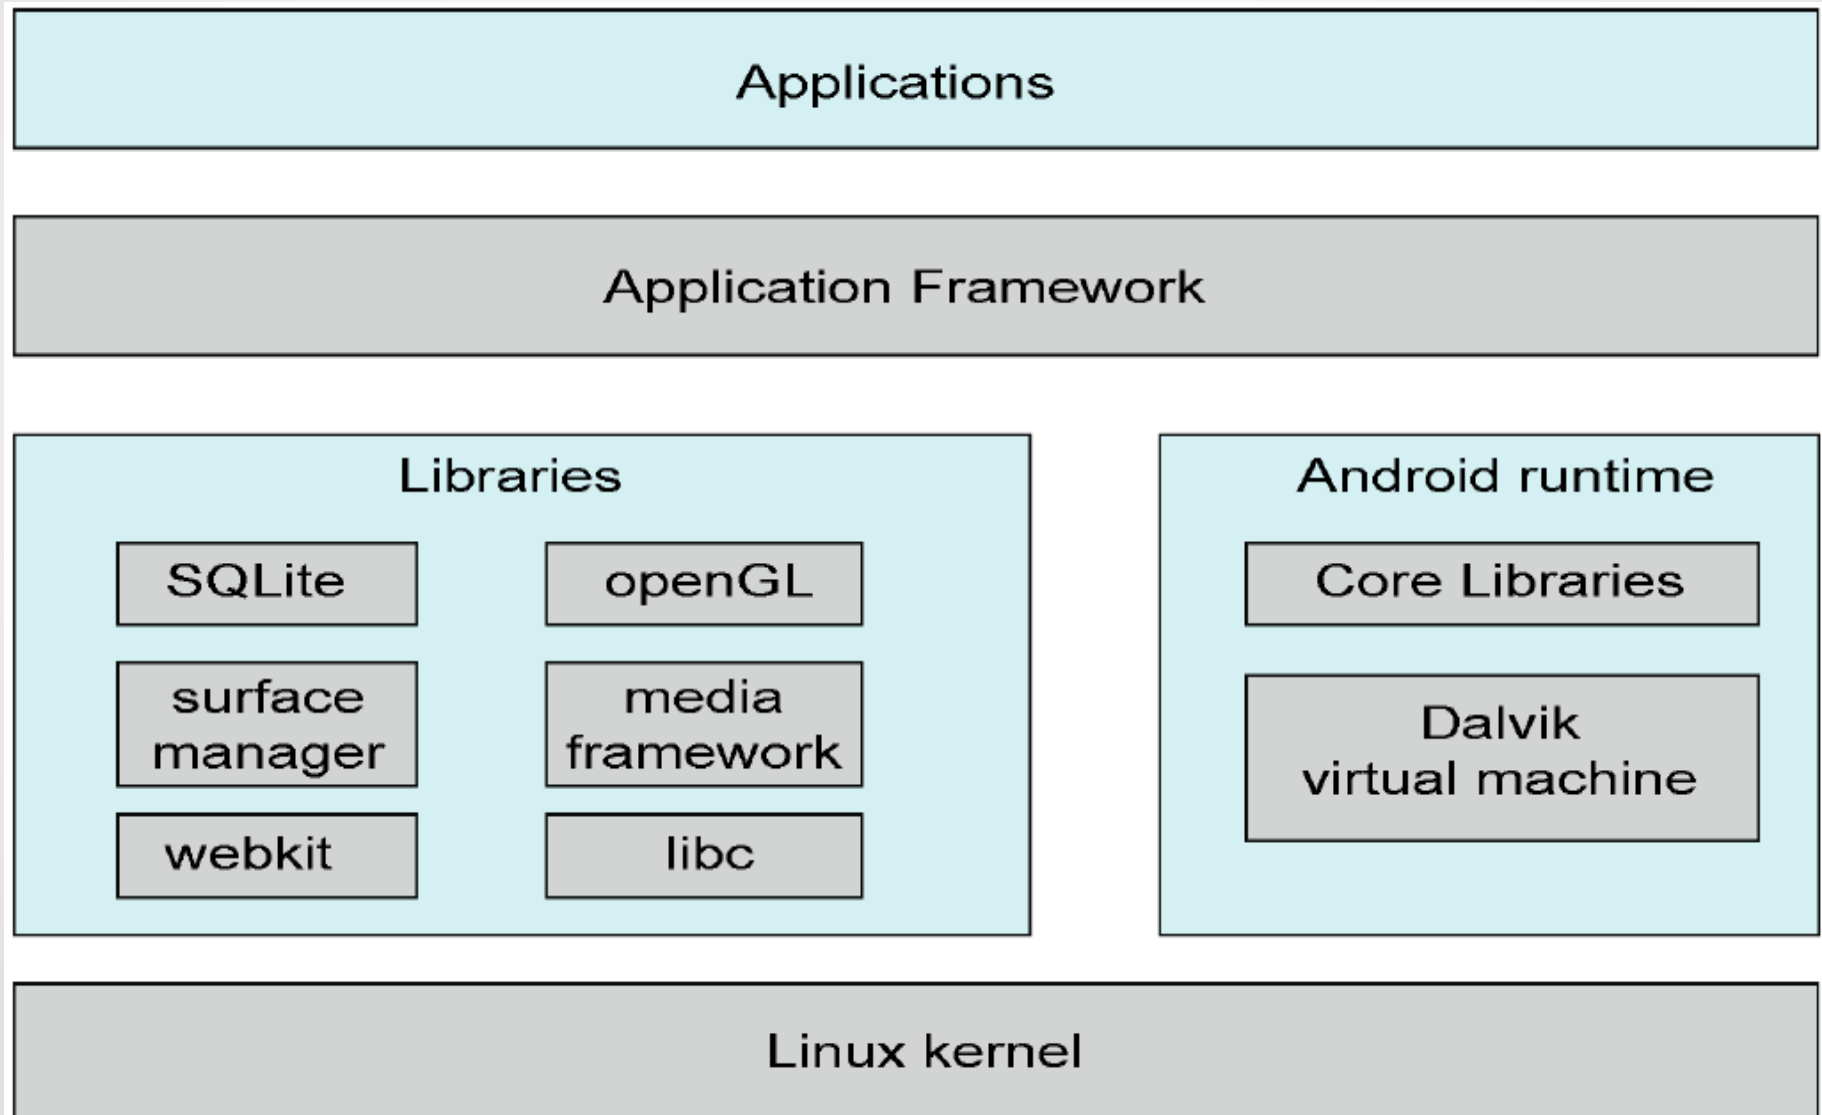 Applications
Application Framework
Libraries
SQLite
openGL
surface
manager
media
framework
webkit
libc
Android runtime
Core Libraries
Dalvik
virtual machine
Linux kernel